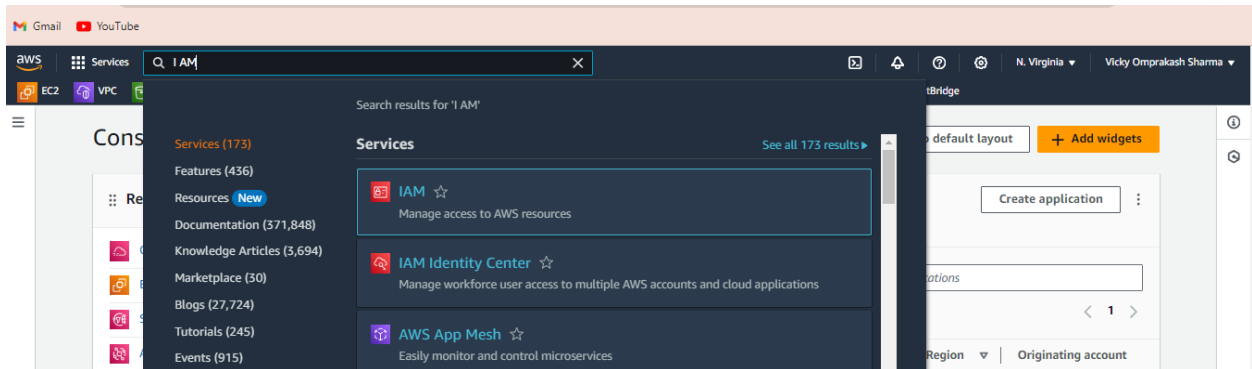 Gmail YouTube
aws Services I AM N. Virginia Vicky Omprakash Sharma
EC2 VPC tBridge
Search results for 'I AM'
Cons default layout + Add widgets
Services (173) Services See all 173 results
Features (436)
Re Resources New IAM Create application
Manage access to AWS resources
Documentation (371,848)
Knowledge Articles (3,694)
IAM Identity Center
Marketplace (30) Manage workforce user access to multiple AWS accounts and cloud applications cations
Blogs (27,724) 1
Tutorials (245) AWS App Mesh
Events (915) Easily monitor and control microservices Region Originating account